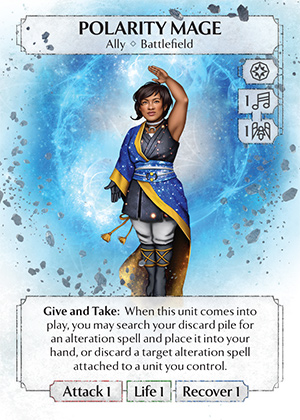 POLARITY MAGE
Ally ⬦ Battlefield
1
1
Give and Take: When this unit comes into
play, you may search your discard pile for
an alteration spell and place it into your
hand, or discard a target alteration spell
attached to a unit you control.
Attack 1 Life 1 Recover 1